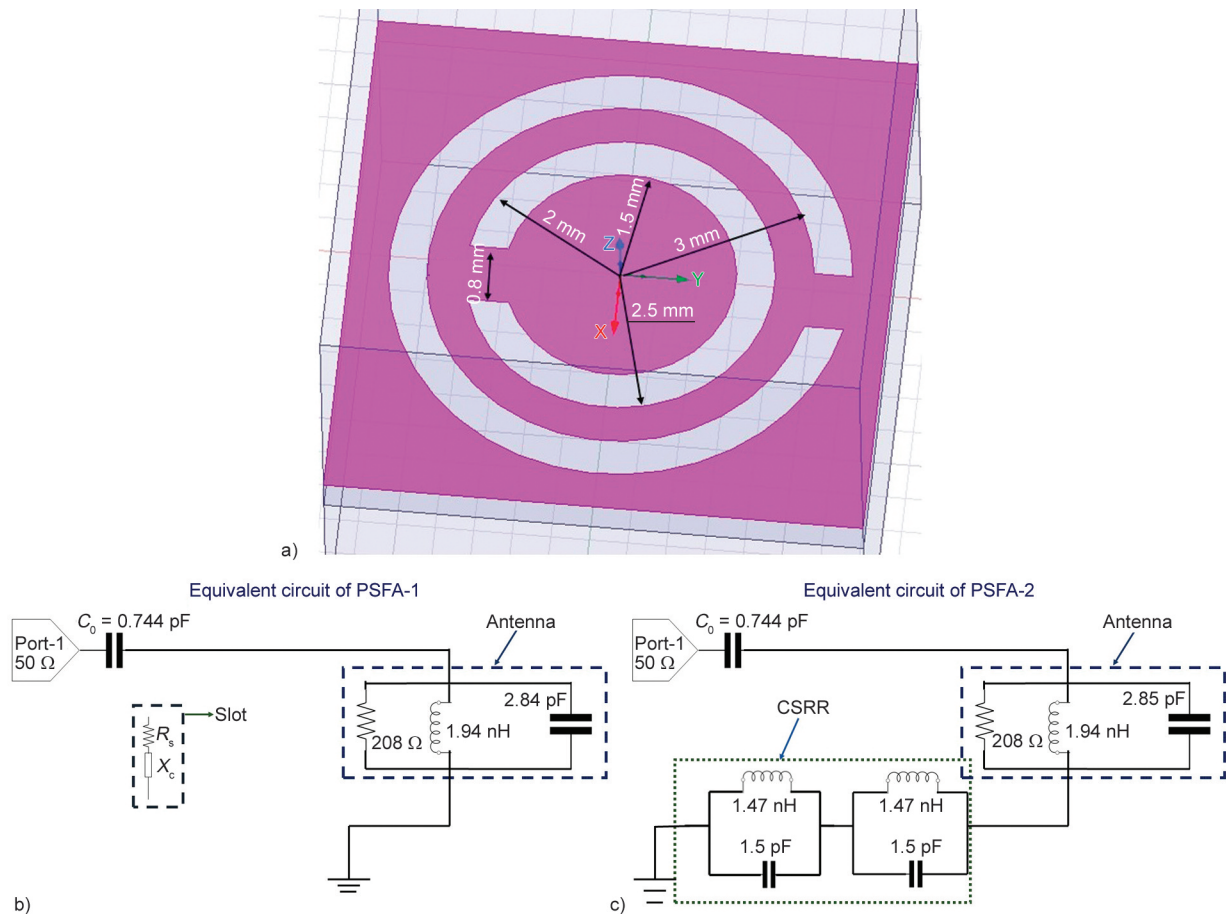 2 mm
1.5 mm
3 mm
Z
Y
0.8 mm
2.5 mm
X
a)
Equivalent circuit of PSFA-1
C₀ = 0.744 pF
Antenna
Port-1
50 Ω
2.84 pF
Slot
Rₛ
1.94 nH
208 Ω
X꜀
b)
Equivalent circuit of PSFA-2
C₀ = 0.744 pF
Antenna
Port-1
50 Ω
2.85 pF
CSRR
1.94 nH
208 Ω
1.47 nH
1.47 nH
1.5 pF
1.5 pF
c)